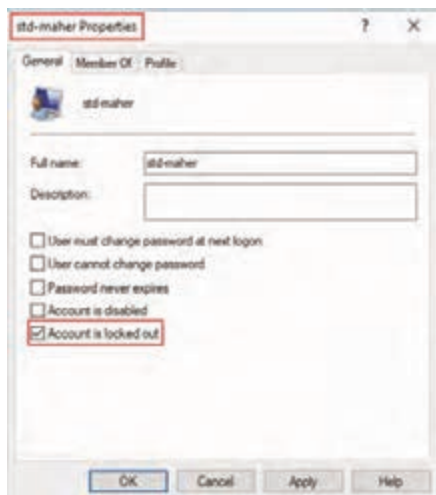 std-maher Properties ? ×
General Member Of Profile
std-maher
Full name: std-maher
Description:
User must change password at next logon
User cannot change password
Password never expires
Account is disabled
Account is locked out
OK Cancel Apply Help